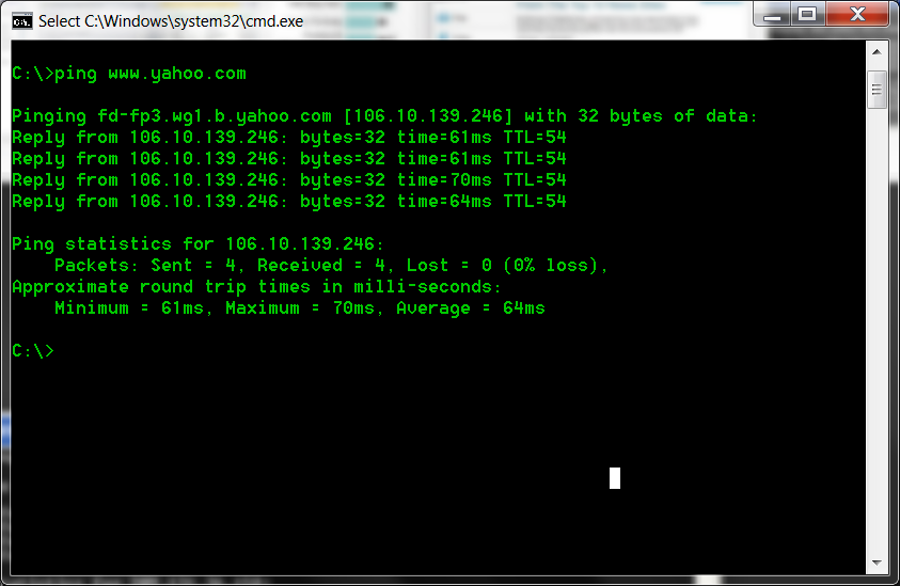 Select C:\Windows\system32\cmd.exe
C:\>ping www.yahoo.com
Pinging fd-fp3.wg1.b.yahoo.com [106.10.139.246] with 32 bytes of data:
Reply from 106.10.139.246: bytes=32 time=61ms TTL=54
Reply from 106.10.139.246: bytes=32 time=61ms TTL=54
Reply from 106.10.139.246: bytes=32 time=70ms TTL=54
Reply from 106.10.139.246: bytes=32 time=64ms TTL=54
Ping statistics for 106.10.139.246:
Packets: Sent = 4, Received = 4, Lost = 0 (0% loss),
Approximate round trip times in milli-seconds:
Minimum = 61ms, Maximum = 70ms, Average = 64ms
C:\>